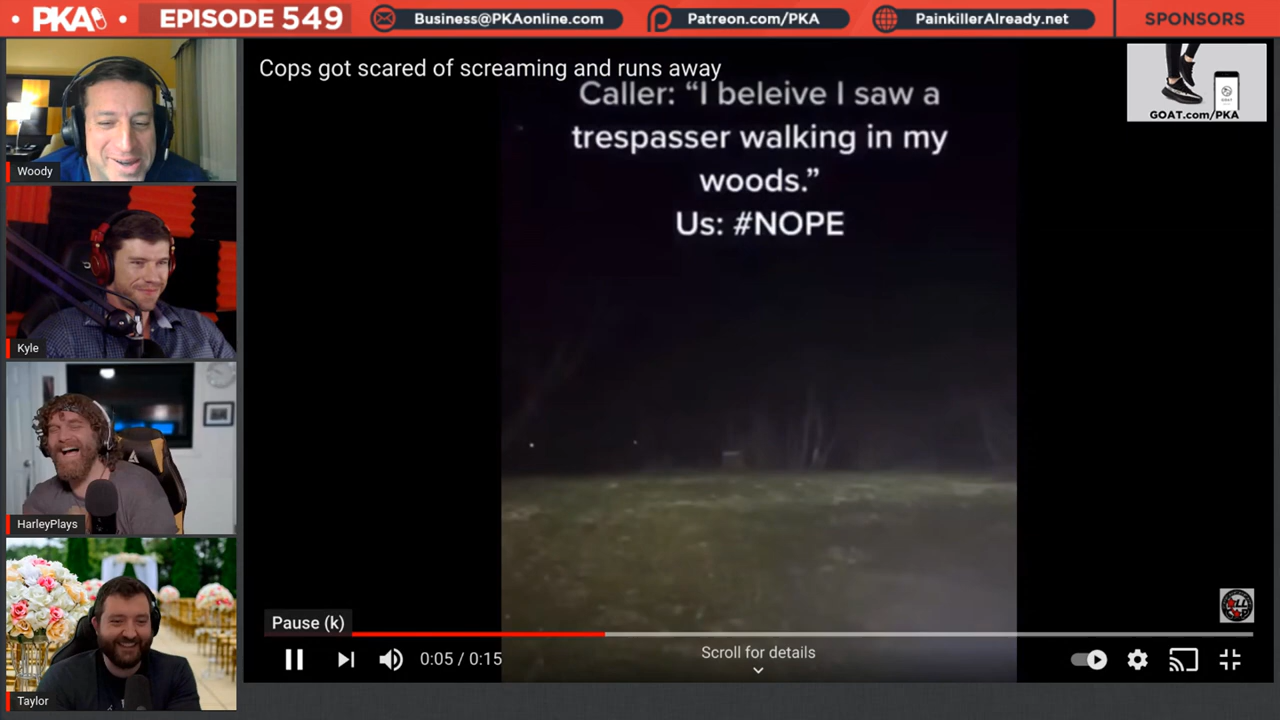 PKA
EPISODE 549
Business@PKAonline.com
Patreon.com/PKA
PainkillerAlready.net
SPONSORS
Cops got scared of screaming and runs away
Caller: “I beleive I saw a
trespasser walking in my
woods.”
Us: #NOPE
GOAT.com/PKA
Woody
Kyle
HarleyPlays
Taylor
Pause (k)
0:05 / 0:15
Scroll for details